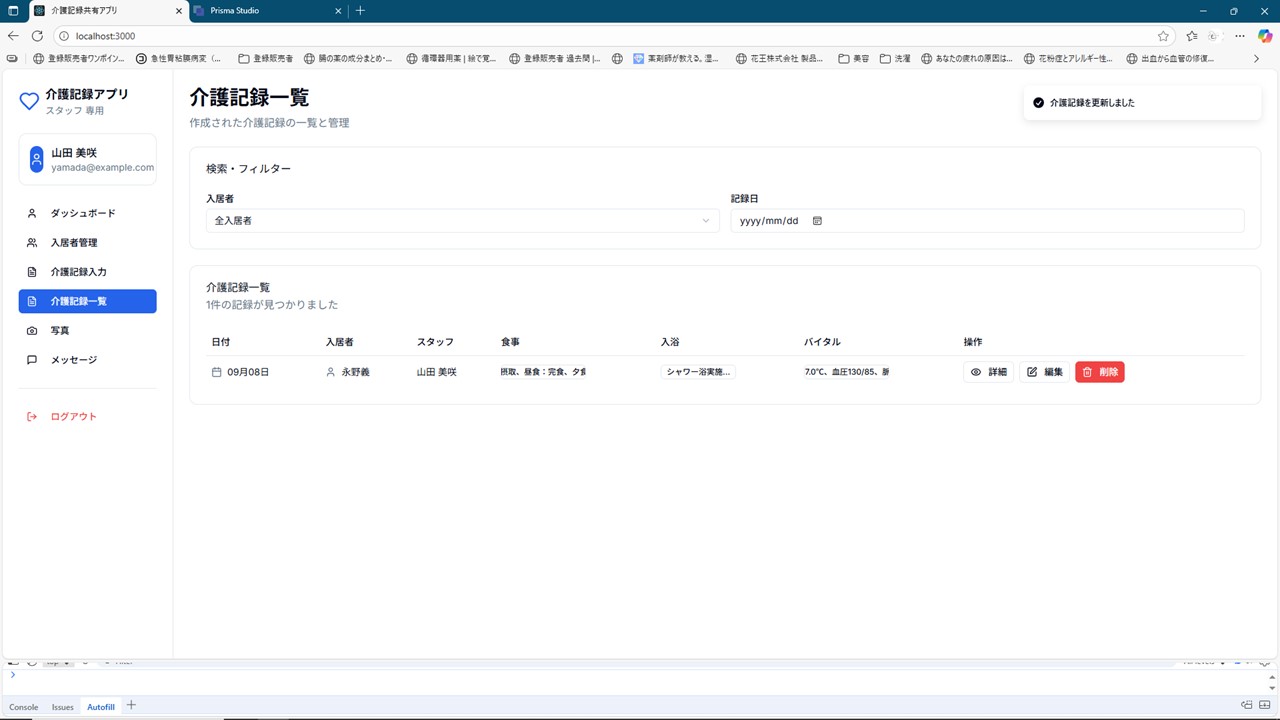 介護記録共有アプリ
Prisma Studio
localhost:3000
登録販売者ワンポイン...
急性胃粘膜病変（...
登録販売者
腸の薬の成分まとめ-...
循環器用薬 | 絵で覚...
登録販売者 過去問 |...
薬剤師が教える。湿...
花王株式会社 製品...
美容
洗濯
あなたの疲れの原因は...
花粉症とアレルギー性...
出血から血管の修復...
介護記録アプリ
スタッフ 専用
山田 美咲
yamada@example.com
ダッシュボード
入居者管理
介護記録入力
介護記録一覧
写真
メッセージ
ログアウト
介護記録一覧
作成された介護記録の一覧と管理
介護記録を更新しました
検索・フィルター
入居者
記録日
全入居者
yyyy/mm/dd
介護記録一覧
1件の記録が見つかりました
日付 入居者 スタッフ 食事 入浴 バイタル 操作
09月08日 永野義 山田 美咲 摂取、昼食：完食、夕食 シャワー浴実施... 7.0℃、血圧130/85、脈 詳細 編集 削除
Console Issues Autofill